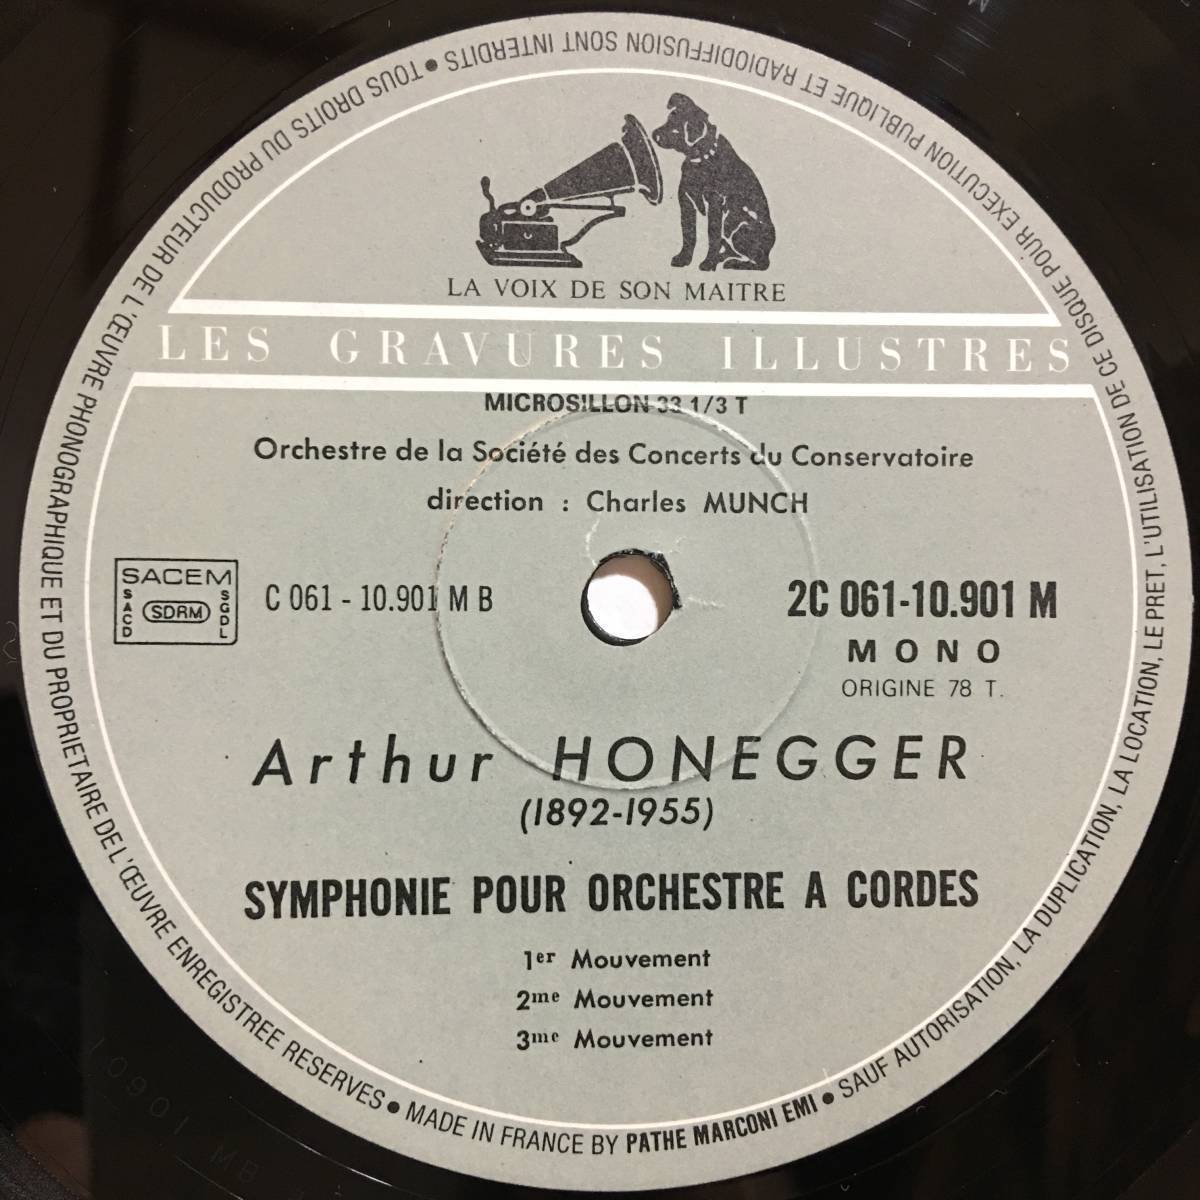 LA VOIX DE SON MAITRE
LES GRAVURES ILLUSTRES
MICROSILLON 33 1/3 T
Orchestre de la Société des Concerts du Conservatoire
direction : Charles MUNCH
SACEM
SACD
SDRM
SGDL
C 061 - 10.901 M B
2C 061-10.901 M
MONO
ORIGINE 78 T.
Arthur HONEGGER
(1892-1955)
SYMPHONIE POUR ORCHESTRE A CORDES
1er Mouvement
2me Mouvement
3me Mouvement
TOUS DROITS DU PRODUCTEUR DE L'ŒUVRE PHONOGRAPHIQUE ET DU PROPRIETAIRE DE L'ŒUVRE ENREGISTREE RESERVES • MADE IN FRANCE BY PATHE MARCONI EMI • SAUF AUTORISATION, LA DUPLICATION, LA LOCATION, LE PRET, L'UTILISATION DE CE DISQUE POUR EXECUTION PUBLIQUE ET RADIODIFFUSION SONT INTERDITS •
10901 MB